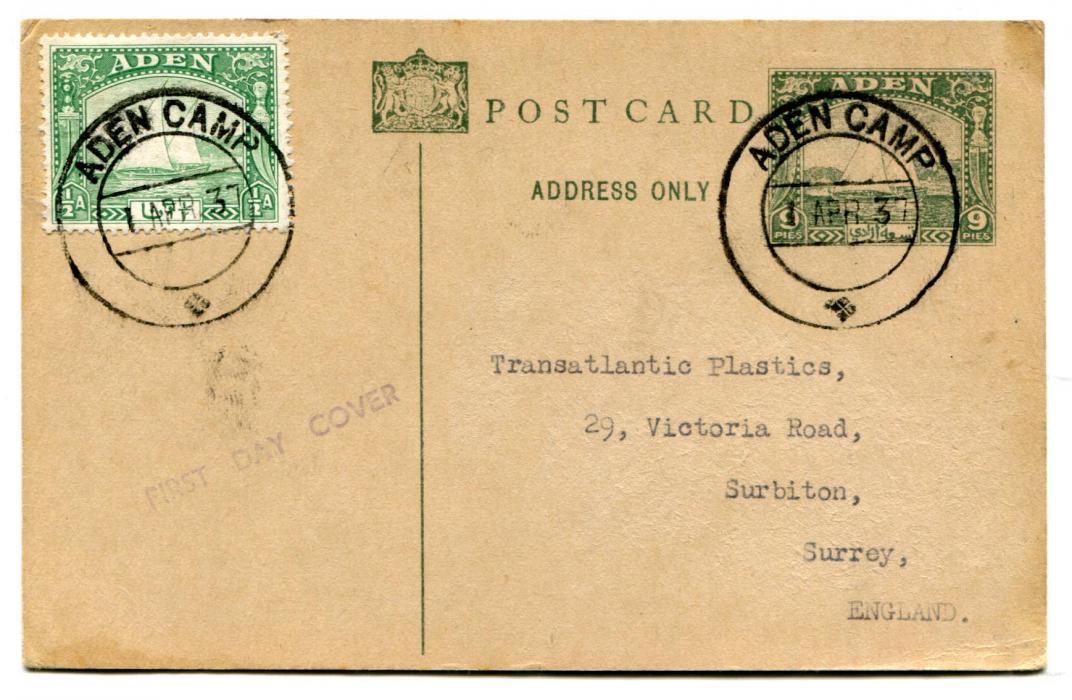 ADEN
½A ½A
ADEN CAMP
1 APR 37
POST CARD
ADDRESS ONLY
ADEN
9 PIES 9 PIES
ADEN CAMP
1 APR 37
Transatlantic Plastics,
29, Victoria Road,
Surbiton,
Surrey,
ENGLAND.
FIRST DAY COVER